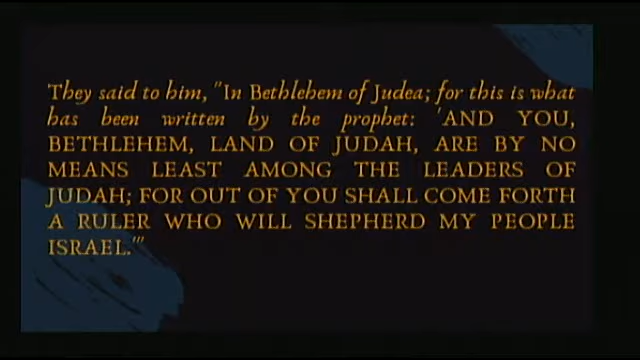 They said to him, "In Bethlehem of Judea; for this is what
has been written by the prophet: 'AND YOU,
BETHLEHEM, LAND OF JUDAH, ARE BY NO
MEANS LEAST AMONG THE LEADERS OF
JUDAH; FOR OUT OF YOU SHALL COME FORTH
A RULER WHO WILL SHEPHERD MY PEOPLE
ISRAEL.'"